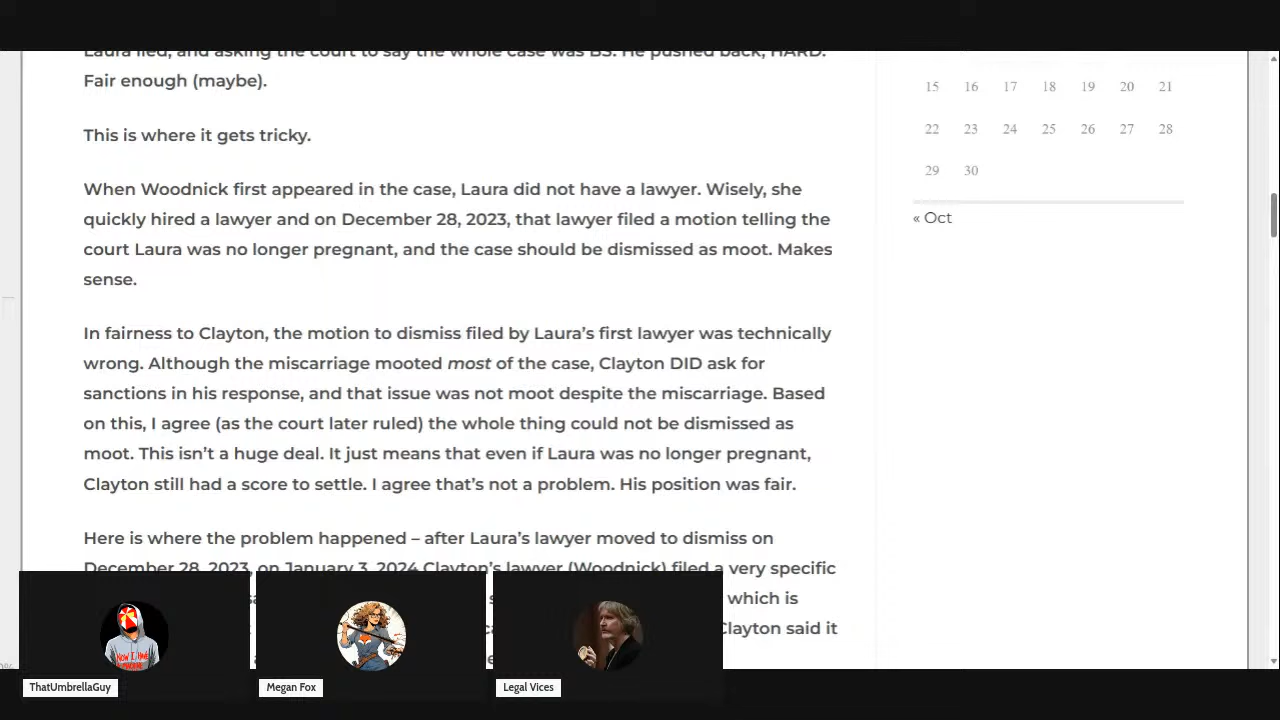 Laura lied, and asking the court to say the whole case was BS. He pushed back, HARD.
Fair enough (maybe).
This is where it gets tricky.
When Woodnick first appeared in the case, Laura did not have a lawyer. Wisely, she
quickly hired a lawyer and on December 28, 2023, that lawyer filed a motion telling the
court Laura was no longer pregnant, and the case should be dismissed as moot. Makes
sense.
In fairness to Clayton, the motion to dismiss filed by Laura’s first lawyer was technically
wrong. Although the miscarriage mooted most of the case, Clayton DID ask for
sanctions in his response, and that issue was not moot despite the miscarriage. Based
on this, I agree (as the court later ruled) the whole thing could not be dismissed as
moot. This isn’t a huge deal. It just means that even if Laura was no longer pregnant,
Clayton still had a score to settle. I agree that’s not a problem. His position was fair.
Here is where the problem happened – after Laura’s lawyer moved to dismiss on
December 28, 2023, on January 3, 2024 Clayton’s lawyer (Woodnick) filed a very specific
which is
Clayton said it
15 16 17 18 19 20 21
22 23 24 25 26 27 28
29 30
« Oct
NOW I HAVE
ThatUmbrellaGuy
Megan Fox
Legal Vices